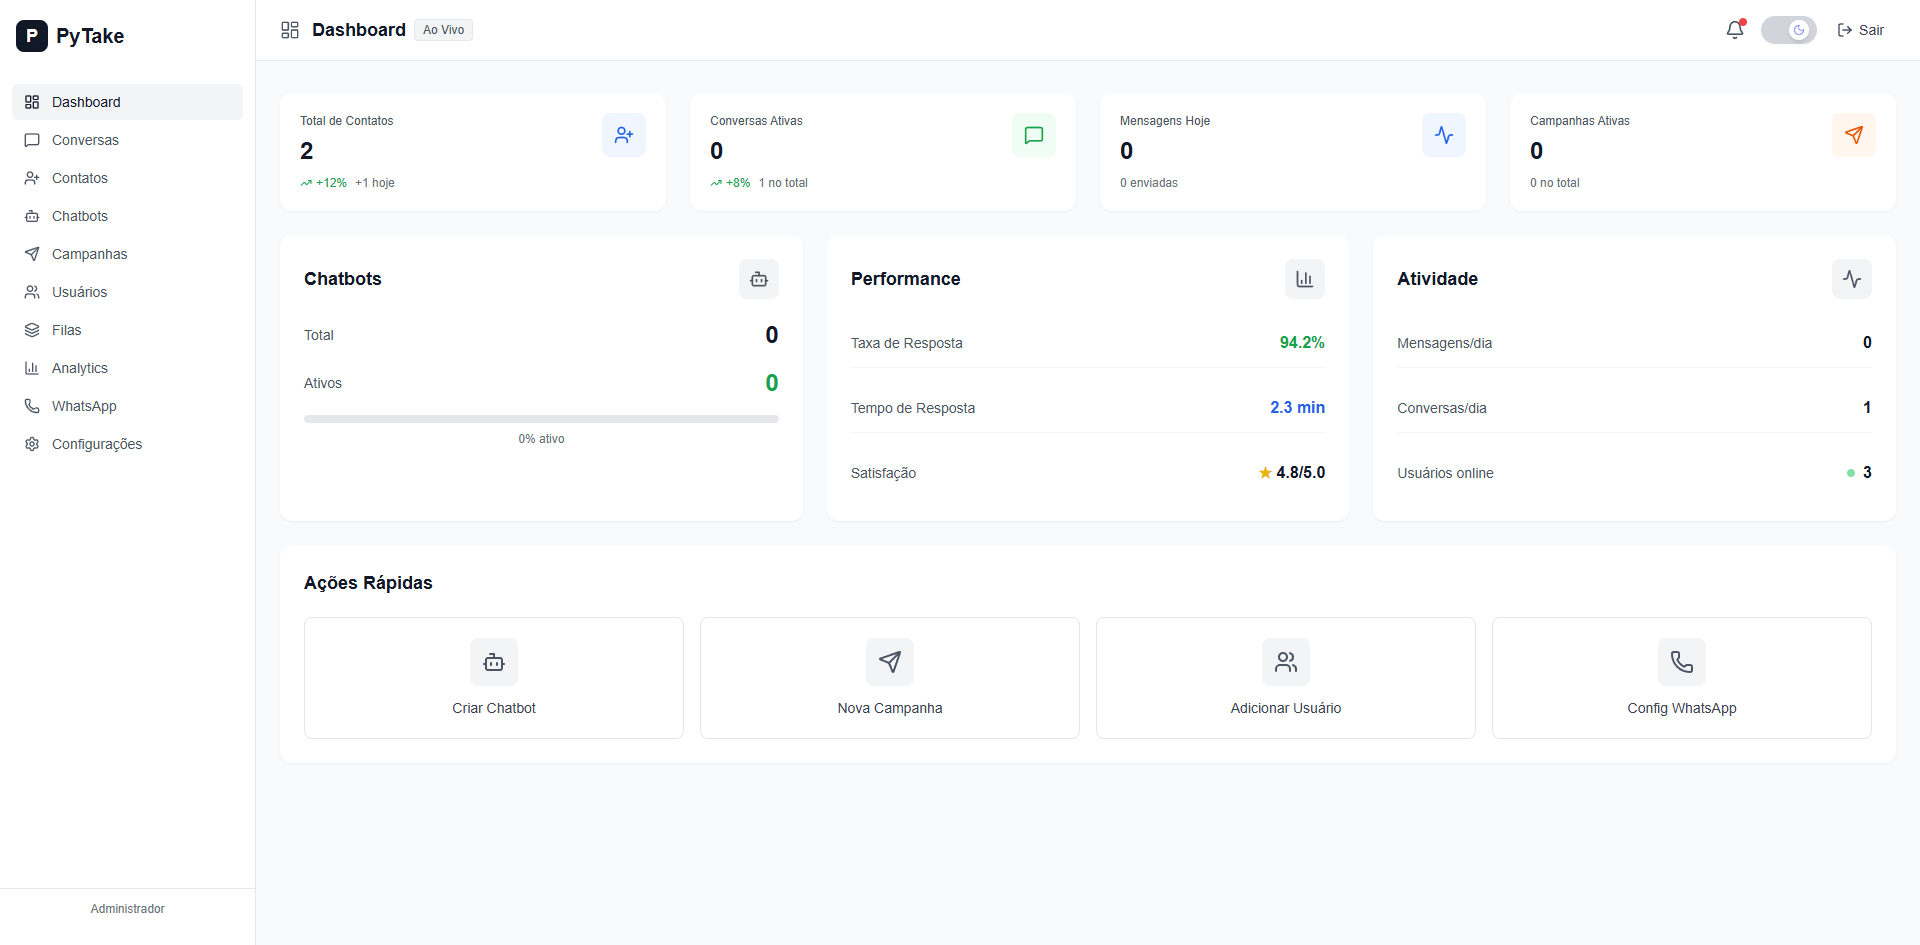 P PyTake
Dashboard
Conversas
Contatos
Chatbots
Campanhas
Usuários
Filas
Analytics
WhatsApp
Configurações
Administrador
Dashboard Ao Vivo
Sair
Total de Contatos
2
+12% +1 hoje
Conversas Ativas
0
+8% 1 no total
Mensagens Hoje
0
0 enviadas
Campanhas Ativas
0
0 no total
Chatbots
Total 0
Ativos 0
0% ativo
Performance
Taxa de Resposta 94.2%
Tempo de Resposta 2.3 min
Satisfação 4.8/5.0
Atividade
Mensagens/dia 0
Conversas/dia 1
Usuários online 3
Ações Rápidas
Criar Chatbot
Nova Campanha
Adicionar Usuário
Config WhatsApp